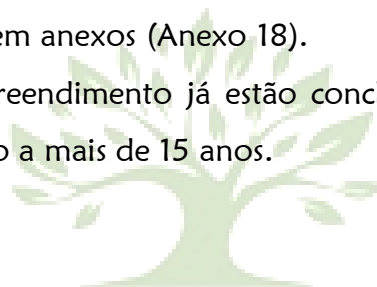 em anexos (Anexo 18).
reendimento já estão conc
o a mais de 15 anos.